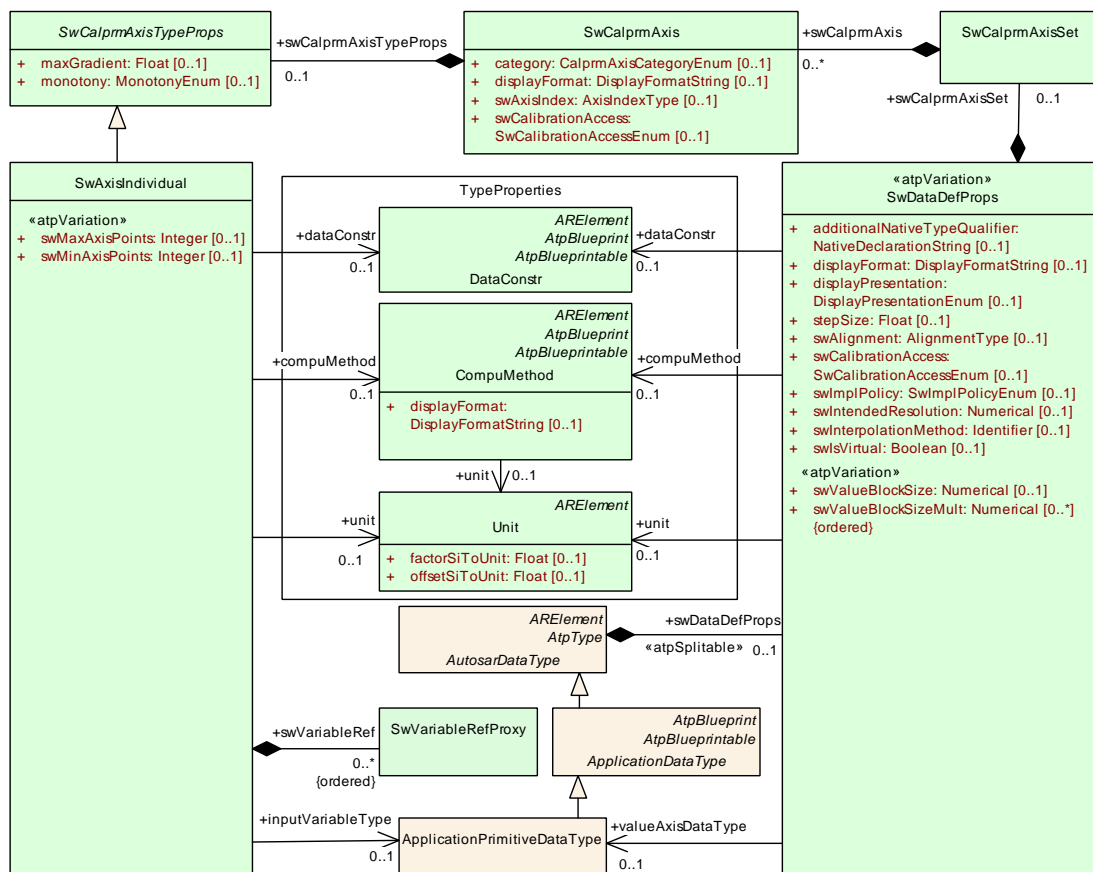 SwCalprmAxisTypeProps
+ maxGradient: Float [0..1]
+ monotony: MonotonyEnum [0..1]
+swCalprmAxisTypeProps
0..1
SwCalprmAxis
+ category: CalprmAxisCategoryEnum [0..1]
+ displayFormat: DisplayFormatString [0..1]
+ swAxisIndex: AxisIndexType [0..1]
+ swCalibrationAccess:
SwCalibrationAccessEnum [0..1]
+swCalprmAxis
0..*
SwCalprmAxisSet
+swCalprmAxisSet
0..1
SwAxisIndividual
«atpVariation»
+ swMaxAxisPoints: Integer [0..1]
+ swMinAxisPoints: Integer [0..1]
TypeProperties
+dataConstr
0..1
ARElement
AtpBlueprint
AtpBlueprintable
DataConstr
+dataConstr
0..1
+compuMethod
0..1
ARElement
AtpBlueprint
AtpBlueprintable
CompuMethod
+ displayFormat:
DisplayFormatString [0..1]
+compuMethod
0..1
+unit
0..1
+unit
0..1
ARElement
Unit
+ factorSiToUnit: Float [0..1]
+ offsetSiToUnit: Float [0..1]
+unit
0..1
«atpVariation»
SwDataDefProps
+ additionalNativeTypeQualifier:
NativeDeclarationString [0..1]
+ displayFormat: DisplayFormatString [0..1]
+ displayPresentation:
DisplayPresentationEnum [0..1]
+ stepSize: Float [0..1]
+ swAlignment: AlignmentType [0..1]
+ swCalibrationAccess:
SwCalibrationAccessEnum [0..1]
+ swImplPolicy: SwImplPolicyEnum [0..1]
+ swIntendedResolution: Numerical [0..1]
+ swInterpolationMethod: Identifier [0..1]
+ swIsVirtual: Boolean [0..1]
«atpVariation»
+ swValueBlockSize: Numerical [0..1]
+ swValueBlockSizeMult: Numerical [0..*]
{ordered}
ARElement
AtpType
AutosarDataType
+swDataDefProps
«atpSplitable»
0..1
+swVariableRef
0..*
{ordered}
SwVariableRefProxy
AtpBlueprint
AtpBlueprintable
ApplicationDataType
+inputVariableType
0..1
ApplicationPrimitiveDataType
+valueAxisDataType
0..1